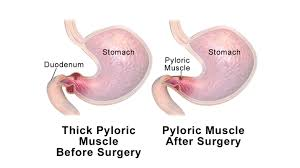 Stomach
Duodenum
Thick Pyloric
Muscle
Before Surgery
Stomach
Pyloric
Muscle
Pyloric Muscle
After Surgery